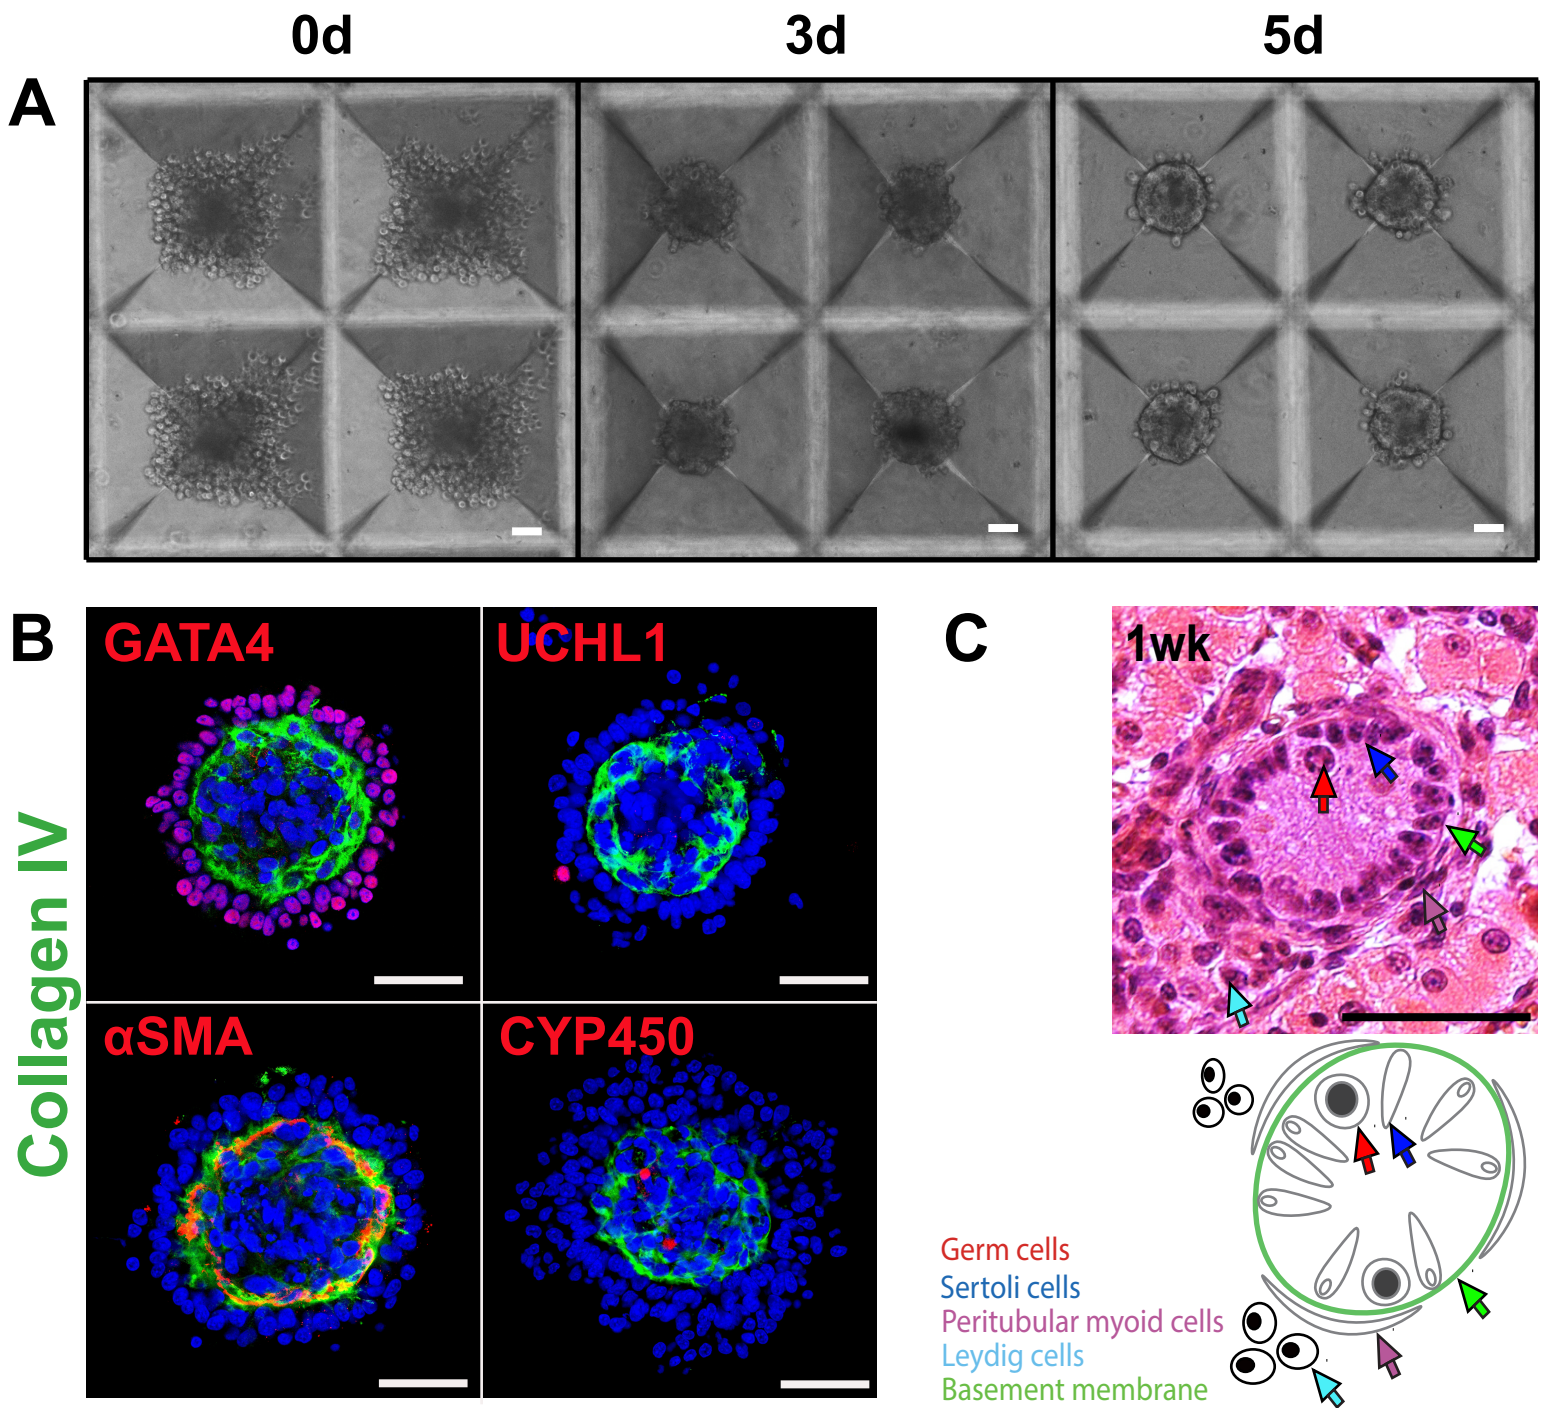 0d 3d 5d
A
B
GATA4 UCHL1
C
1wk
Collagen IV
αSMA CYP450
Germ cells
Sertoli cells
Peritubular myoid cells
Leydig cells
Basement membrane